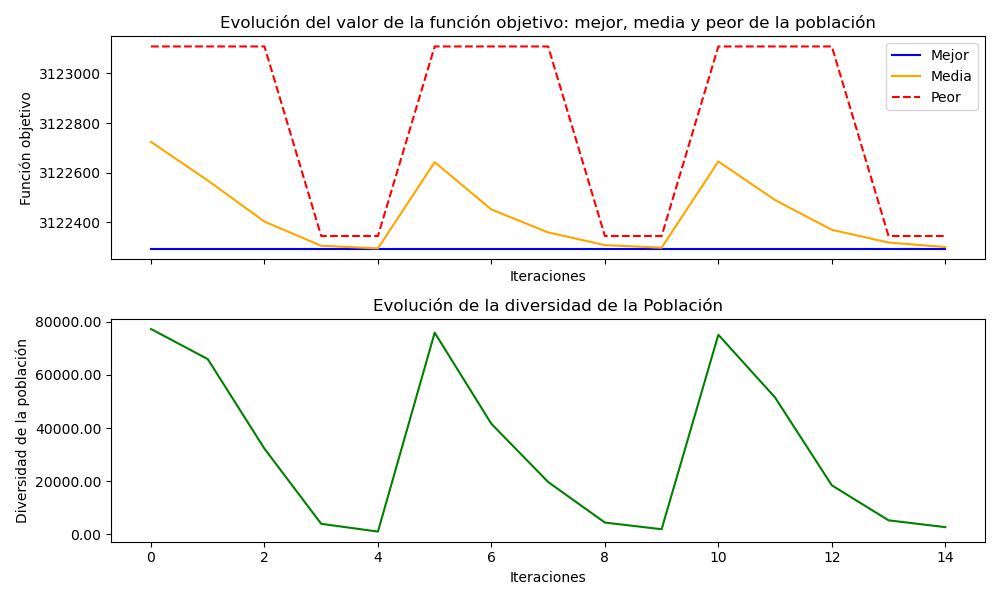 Evolución del valor de la función objetivo: mejor, media y peor de la población
Función objetivo
3123000
3122800
3122600
3122400
Mejor
Media
Peor
Iteraciones
Evolución de la diversidad de la Población
Diversidad de la población
80000.00
60000.00
40000.00
20000.00
0.00
0 2 4 6 8 10 12 14
Iteraciones